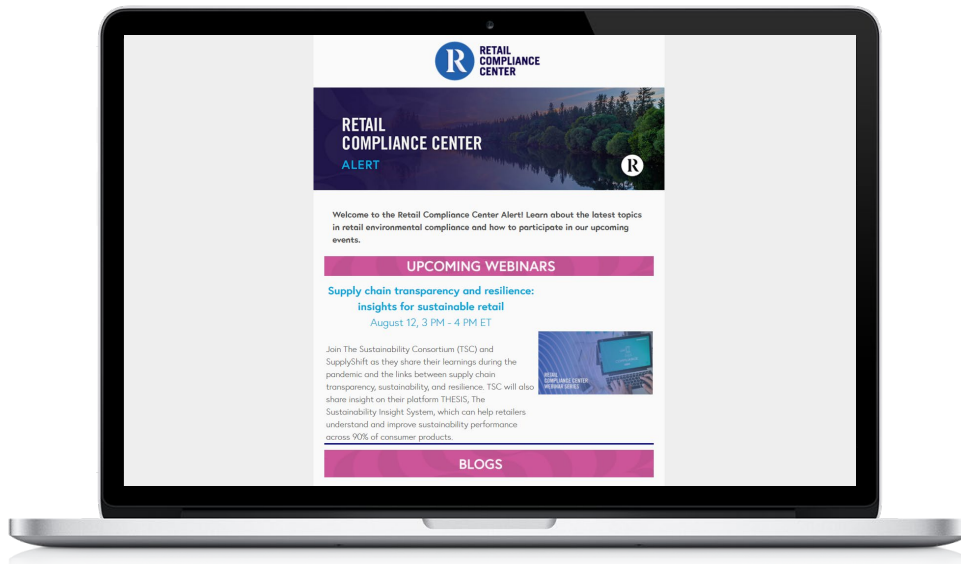 R
RETAIL
COMPLIANCE
CENTER
RETAIL
COMPLIANCE CENTER
ALERT
R
Welcome to the Retail Compliance Center Alert! Learn about the latest topics
in retail environmental compliance and how to participate in our upcoming
events.
UPCOMING WEBINARS
Supply chain transparency and resilience:
insights for sustainable retail
August 12, 3 PM - 4 PM ET
Join The Sustainability Consortium (TSC) and
SupplyShift as they share their learnings during the
pandemic and the links between supply chain
transparency, sustainability, and resilience. TSC will also
share insight on their platform THESIS, The
Sustainability Insight System, which can help retailers
understand and improve sustainability performance
across 90% of consumer products.
RETAIL
COMPLIANCE CENTER
WEBINAR SERIES
BLOGS